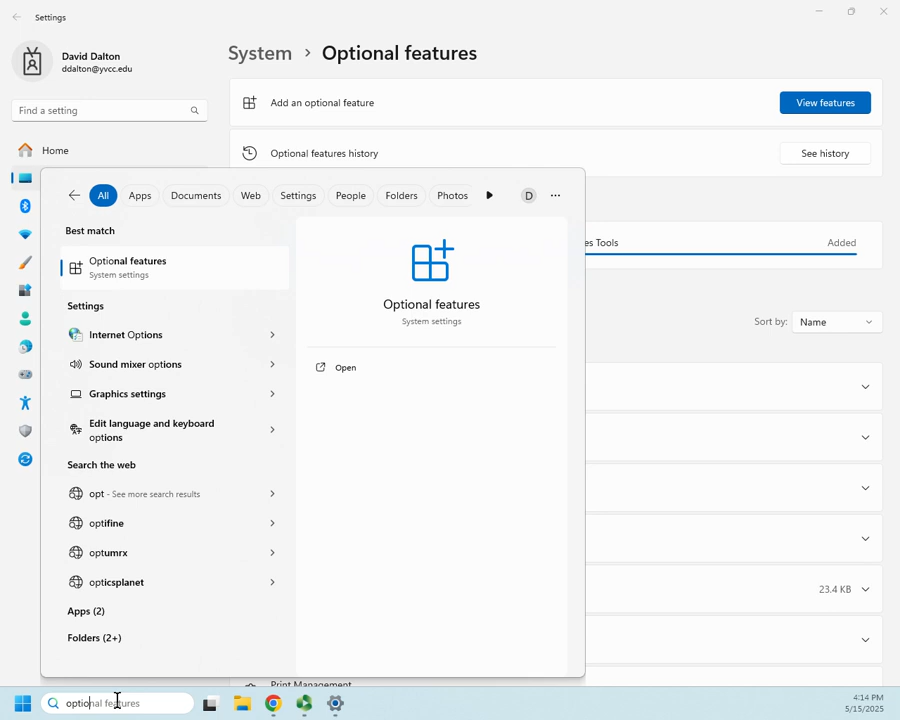 Settings
David Dalton
ddalton@yvcc.edu
Find a setting
Home
System > Optional features
Add an optional feature
View features
Optional features history
See history
es Tools
Added
Sort by: Name
23.4 KB
All Apps Documents Web Settings People Folders Photos
D
Best match
Optional features
System settings
Settings
Internet Options
Sound mixer options
Graphics settings
Edit language and keyboard
options
Search the web
opt - See more search results
optifine
optumrx
opticsplanet
Apps (2)
Folders (2+)
Optional features
System settings
Open
Print Management
optional features
4:14 PM
5/15/2025